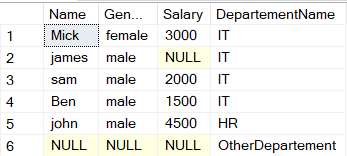 Name Gen... Salary DepartementName
1 Mick female 3000 IT
2 james male NULL IT
3 sam male 2000 IT
4 Ben male 1500 IT
5 john male 4500 HR
6 NULL NULL NULL OtherDepartement